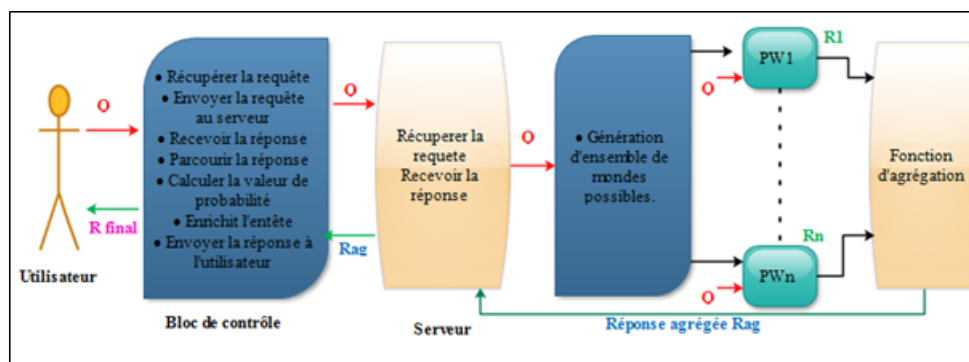 Q
Utilisateur
R final
• Récupérer la requête
• Envoyer la requête
au serveur
• Recevoir la réponse
• Parcourir la réponse
• Calculer la valeur de
probabilité
• Enrichit l'entête
• Envoyer la réponse à
l'utilisateur
Bloc de contrôle
Q
Rag
Récuperer la
requete
Recevoir la
réponse
Serveur
Q
• Génération
d'ensemble de
mondes
possibles.
Q
PW1
R1
Q
PWn
Rn
Fonction
d'agrégation
Réponse agrégée Rag